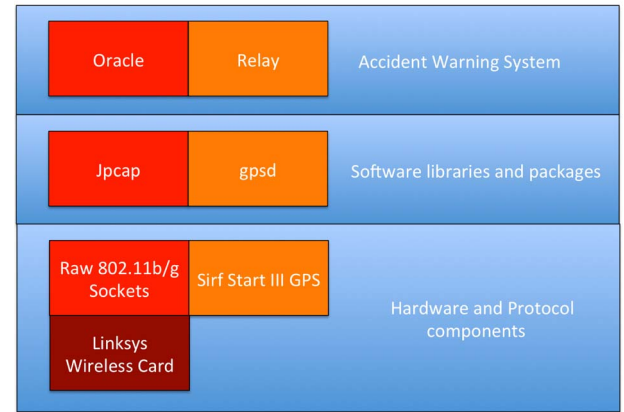 Oracle
Relay
Accident Warning System
Jpcap
gpsd
Software libraries and packages
Raw 802.11b/g
Sockets
Sirf Start III GPS
Hardware and Protocol
components
Linksys
Wireless Card